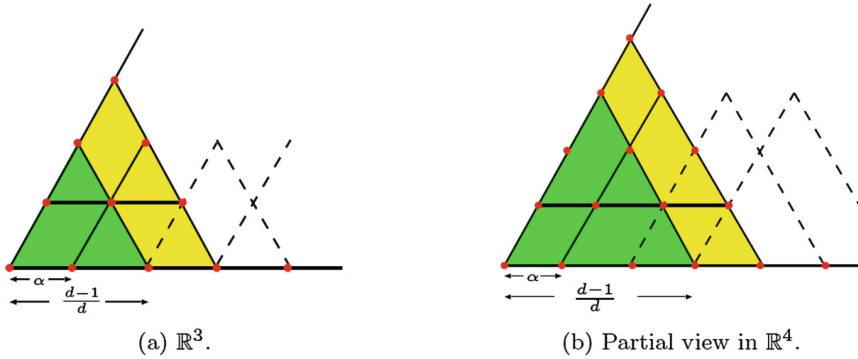 α
α
d−1
d
d−1
d
(a) ℝ³.
(b) Partial view in ℝ⁴.